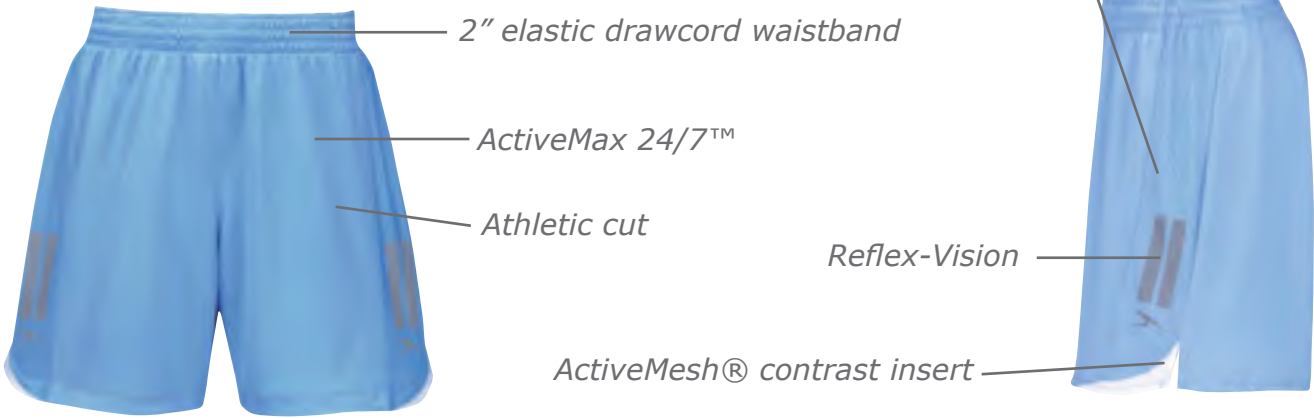 2” elastic drawcord waistband
ActiveMax 24/7™
Athletic cut
Reflex-Vision
ActiveMesh® contrast insert